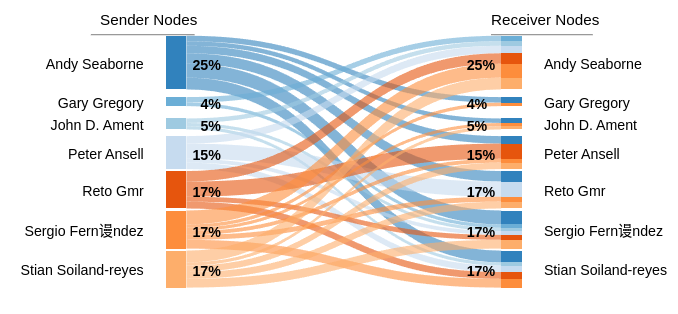 Sender Nodes Receiver Nodes
Andy Seaborne 25% 25% Andy Seaborne
Gary Gregory 4% 4% Gary Gregory
John D. Ament 5% 5% John D. Ament
Peter Ansell 15% 15% Peter Ansell
Reto Gmr 17% 17% Reto Gmr
Sergio Fern谩ndez 17% 17% Sergio Fern谩ndez
Stian Soiland-reyes 17% 17% Stian Soiland-reyes